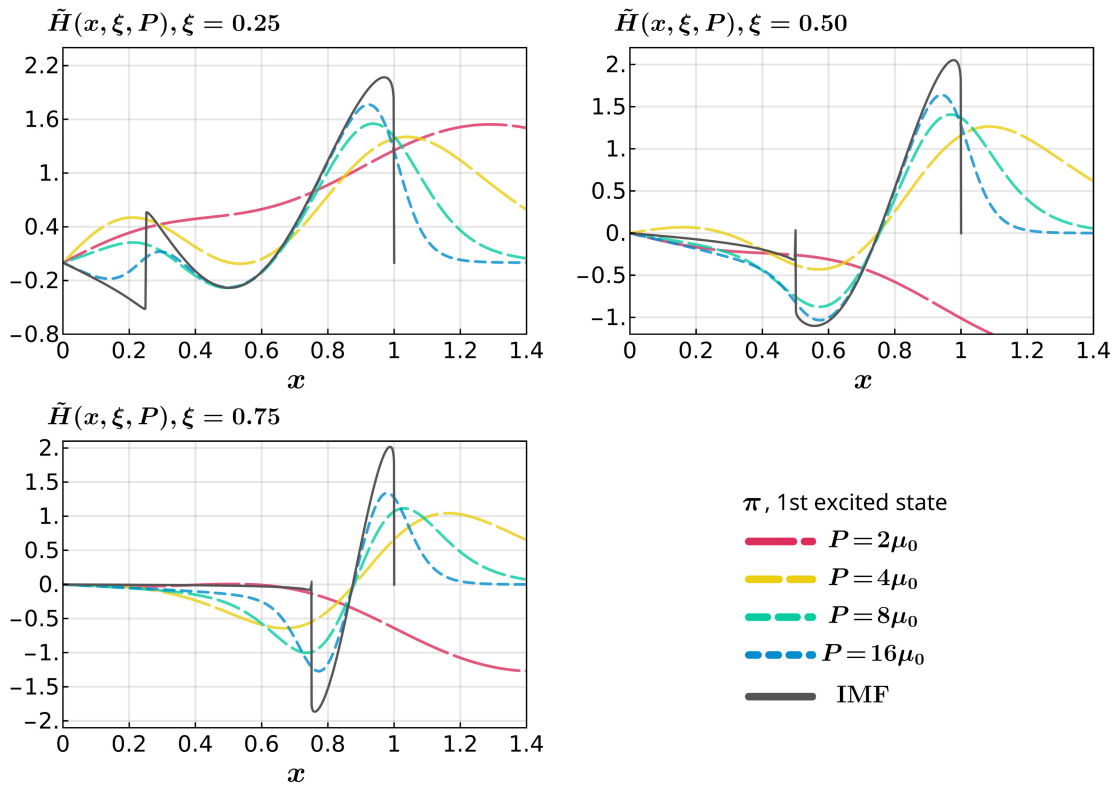 H̃(x, ξ, P), ξ = 0.25
2.2
1.6
1.
0.4
−0.2
−0.8
0 0.2 0.4 0.6 0.8 1 1.2 1.4
x
H̃(x, ξ, P), ξ = 0.50
2.
1.5
1.
0.5
0
−0.5
−1.
0 0.2 0.4 0.6 0.8 1 1.2 1.4
x
H̃(x, ξ, P), ξ = 0.75
2.
1.5
1.
0.5
0.
−0.5
−1.
−1.5
−2.
0 0.2 0.4 0.6 0.8 1 1.2 1.4
x
π, 1st excited state
P = 2μ₀
P = 4μ₀
P = 8μ₀
P = 16μ₀
IMF